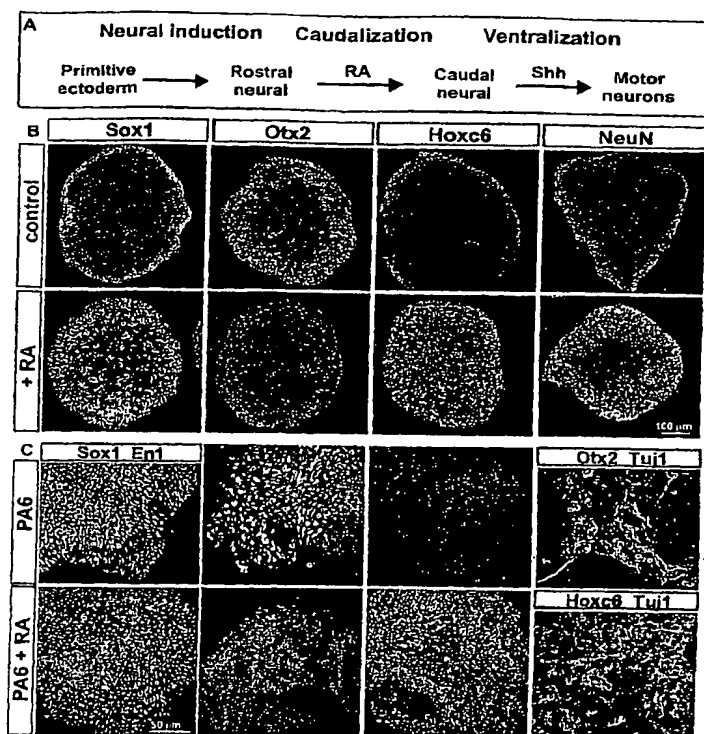 A
Neural induction Caudalization Ventralization
Primitive ectoderm Rostral neural RA Caudal neural Shh Motor neurons
B
Sox1 Otx2 Hoxc6 NeuN
control
+ RA
100 µm
C
Sox1 En1 Otx2 Tuj1
PA6
Hoxc6 Tuj1
PA6 + RA
50 µm